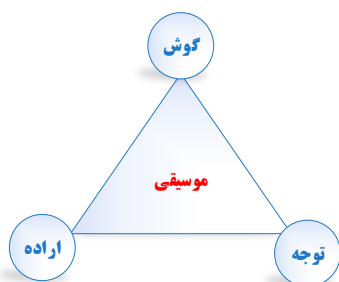 گوش
موسیقی
اراده
توجه